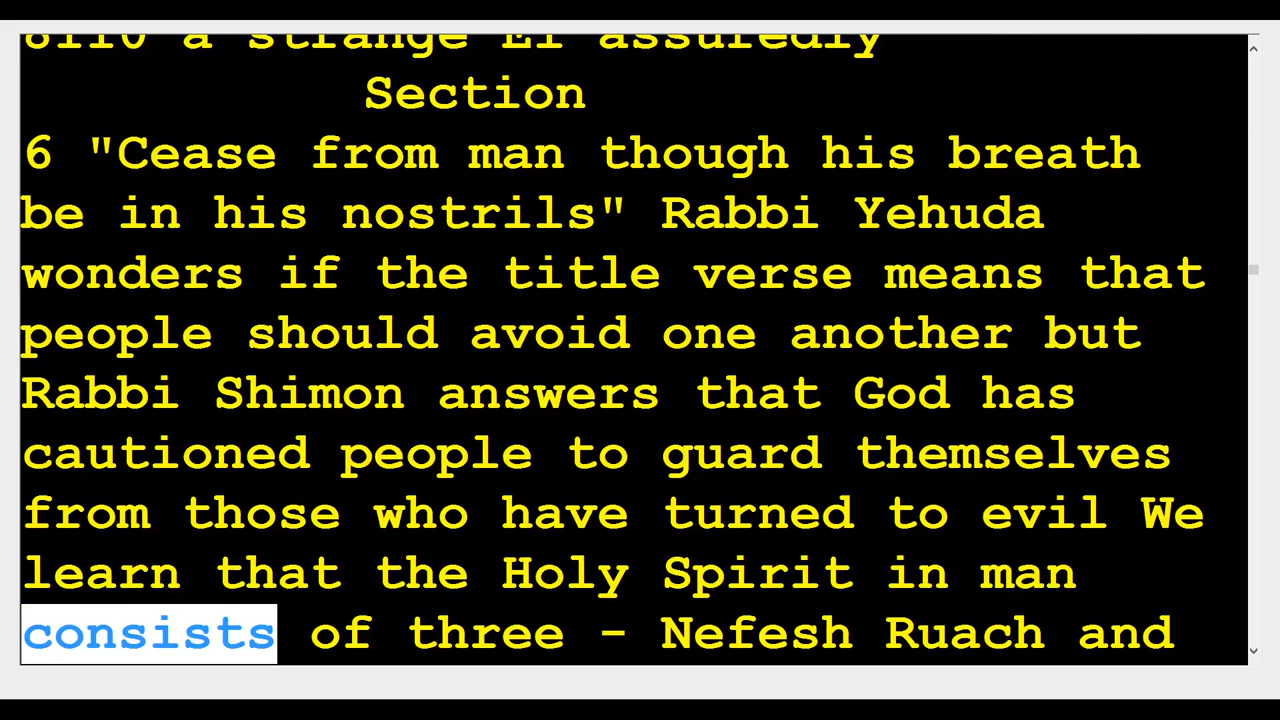 a strange El assuredly
Section
6 "Cease from man though his breath
be in his nostrils" Rabbi Yehuda
wonders if the title verse means that
people should avoid one another but
Rabbi Shimon answers that God has
cautioned people to guard themselves
from those who have turned to evil We
learn that the Holy Spirit in man
consists of three - Nefesh Ruach and